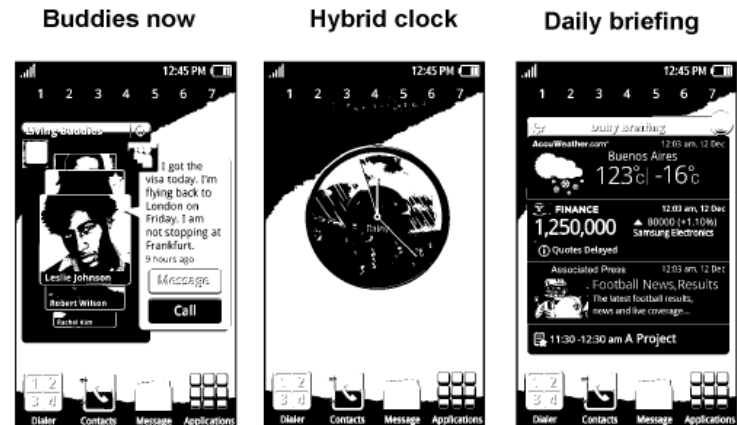 Buddies now
Hybrid clock
Daily briefing
12:45 PM
1 2 3 4 5 6 7
Living Buddies
I got the
visa today. I'm
flying back to
London on
Friday. I am
not stopping at
Frankfurt.
9 hours ago
Message
Call
Leslie Johnson
Robert Wilson
Rachel Kim
Dialer Contacts Message Applications
12:45 PM
1 2 3 4 5 6 7
Rainy
Dialer Contacts Message Applications
12:45 PM
1 2 3 4 5 6 7
Daily Briefing
AccuWeather.com 12:03 am, 12 Dec
Buenos Aires
123°c -16°c
FINANCE 12:03 am, 12 Dec
1,250,000 ▲ 80000 (+1.10%)
Samsung Electronics
Quotes Delayed
Associated Press 12:03 am, 12 Dec
Football News,Results
The latest football results,
news and live coverage...
11:30 -12:30 am A Project
Dialer Contacts Message Applications